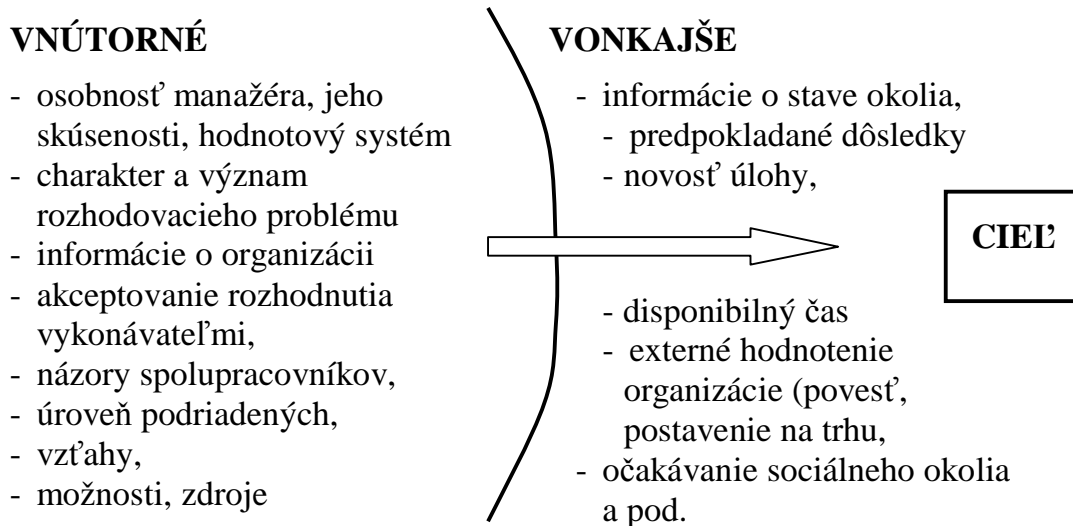 VNÚTORNÉ
- osobnosť manažéra, jeho
skúsenosti, hodnotový systém
- charakter a význam
rozhodovacieho problému
- informácie o organizácii
- akceptovanie rozhodnutia
vykonávateľmi,
- názory spolupracovníkov,
- úroveň podriadených,
- vzťahy,
- možnosti, zdroje
VONKAJŠE
- informácie o stave okolia,
- predpokladané dôsledky
- novosť úlohy,
- disponibilný čas
- externé hodnotenie
organizácie (povesť,
postavenie na trhu,
- očakávanie sociálneho okolia
a pod.
CIEĽ